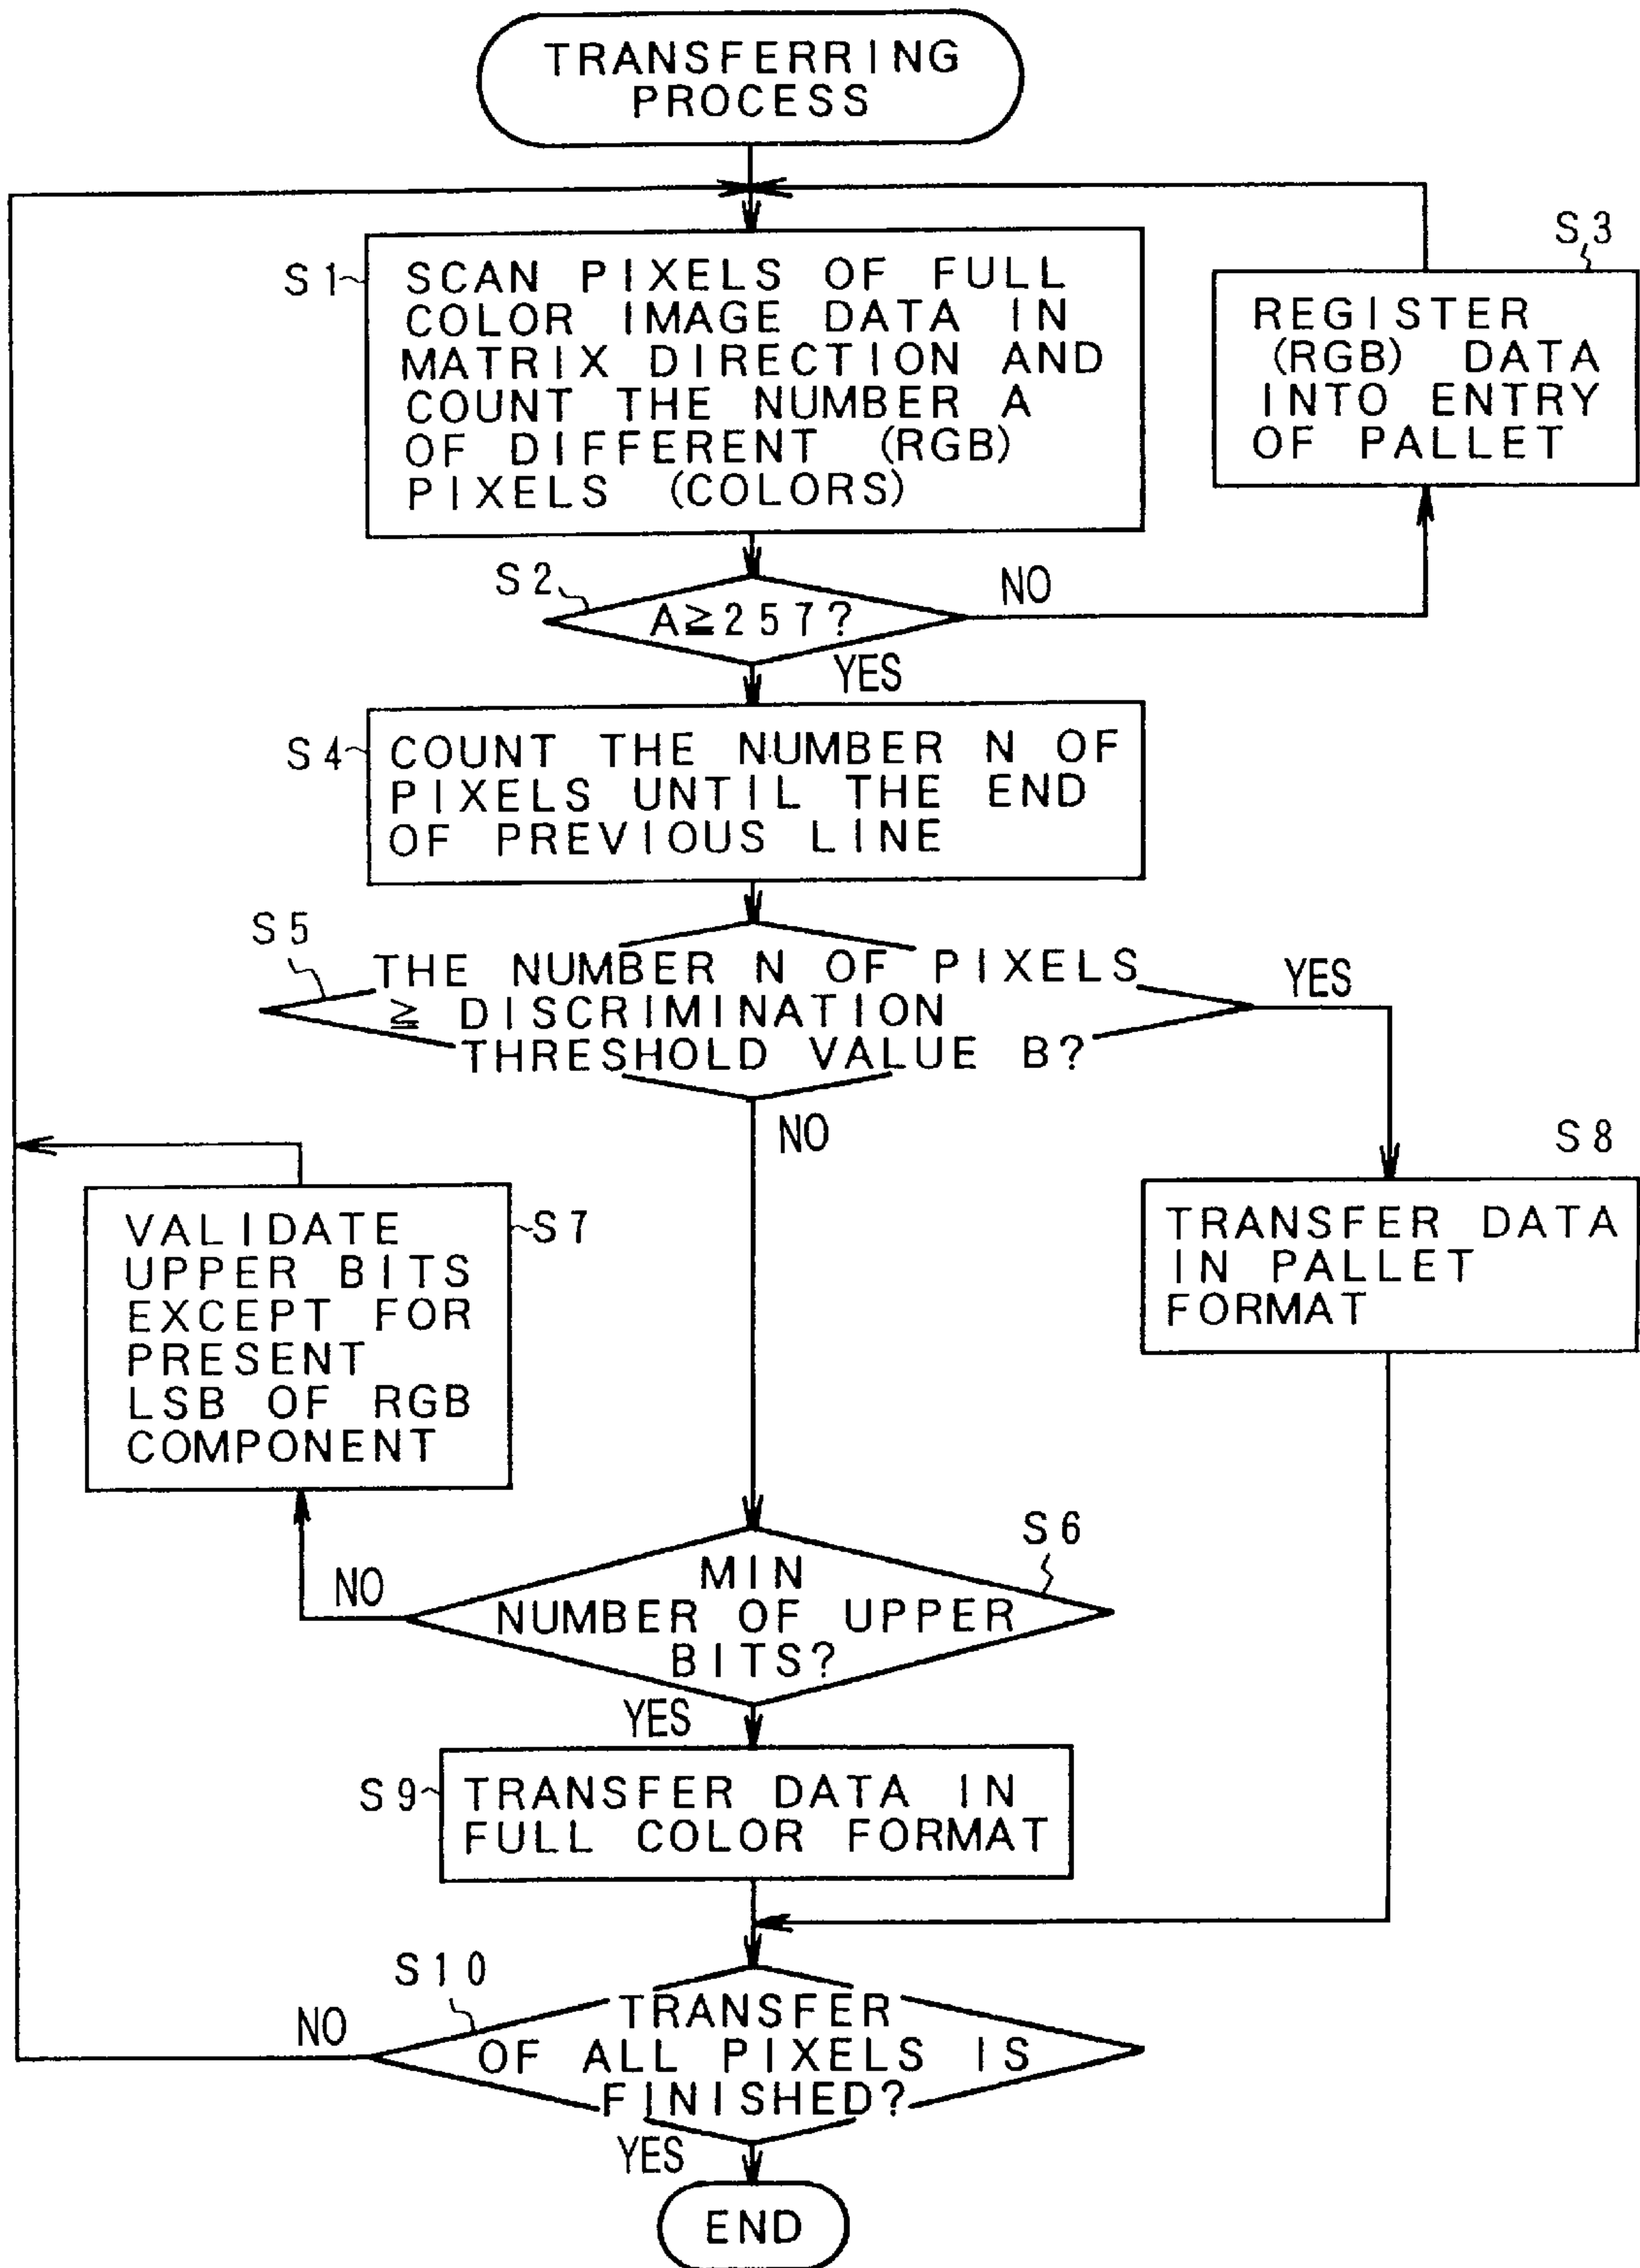 TRANSFERRING
PROCESS
S1
SCAN PIXELS OF FULL
COLOR IMAGE DATA IN
MATRIX DIRECTION AND
COUNT THE NUMBER A
OF DIFFERENT (RGB)
PIXELS (COLORS)
S3
REGISTER
(RGB) DATA
INTO ENTRY
OF PALLET
S2
A≧257?
NO
YES
S4
COUNT THE NUMBER N OF
PIXELS UNTIL THE END
OF PREVIOUS LINE
S5
THE NUMBER N OF PIXELS
≧ DISCRIMINATION
THRESHOLD VALUE B?
YES
NO
S8
TRANSFER DATA
IN PALLET
FORMAT
S7
VALIDATE
UPPER BITS
EXCEPT FOR
PRESENT
LSB OF RGB
COMPONENT
S6
MIN
NUMBER OF UPPER
BITS?
NO
YES
S9
TRANSFER DATA IN
FULL COLOR FORMAT
S10
TRANSFER
OF ALL PIXELS IS
FINISHED?
NO
YES
END